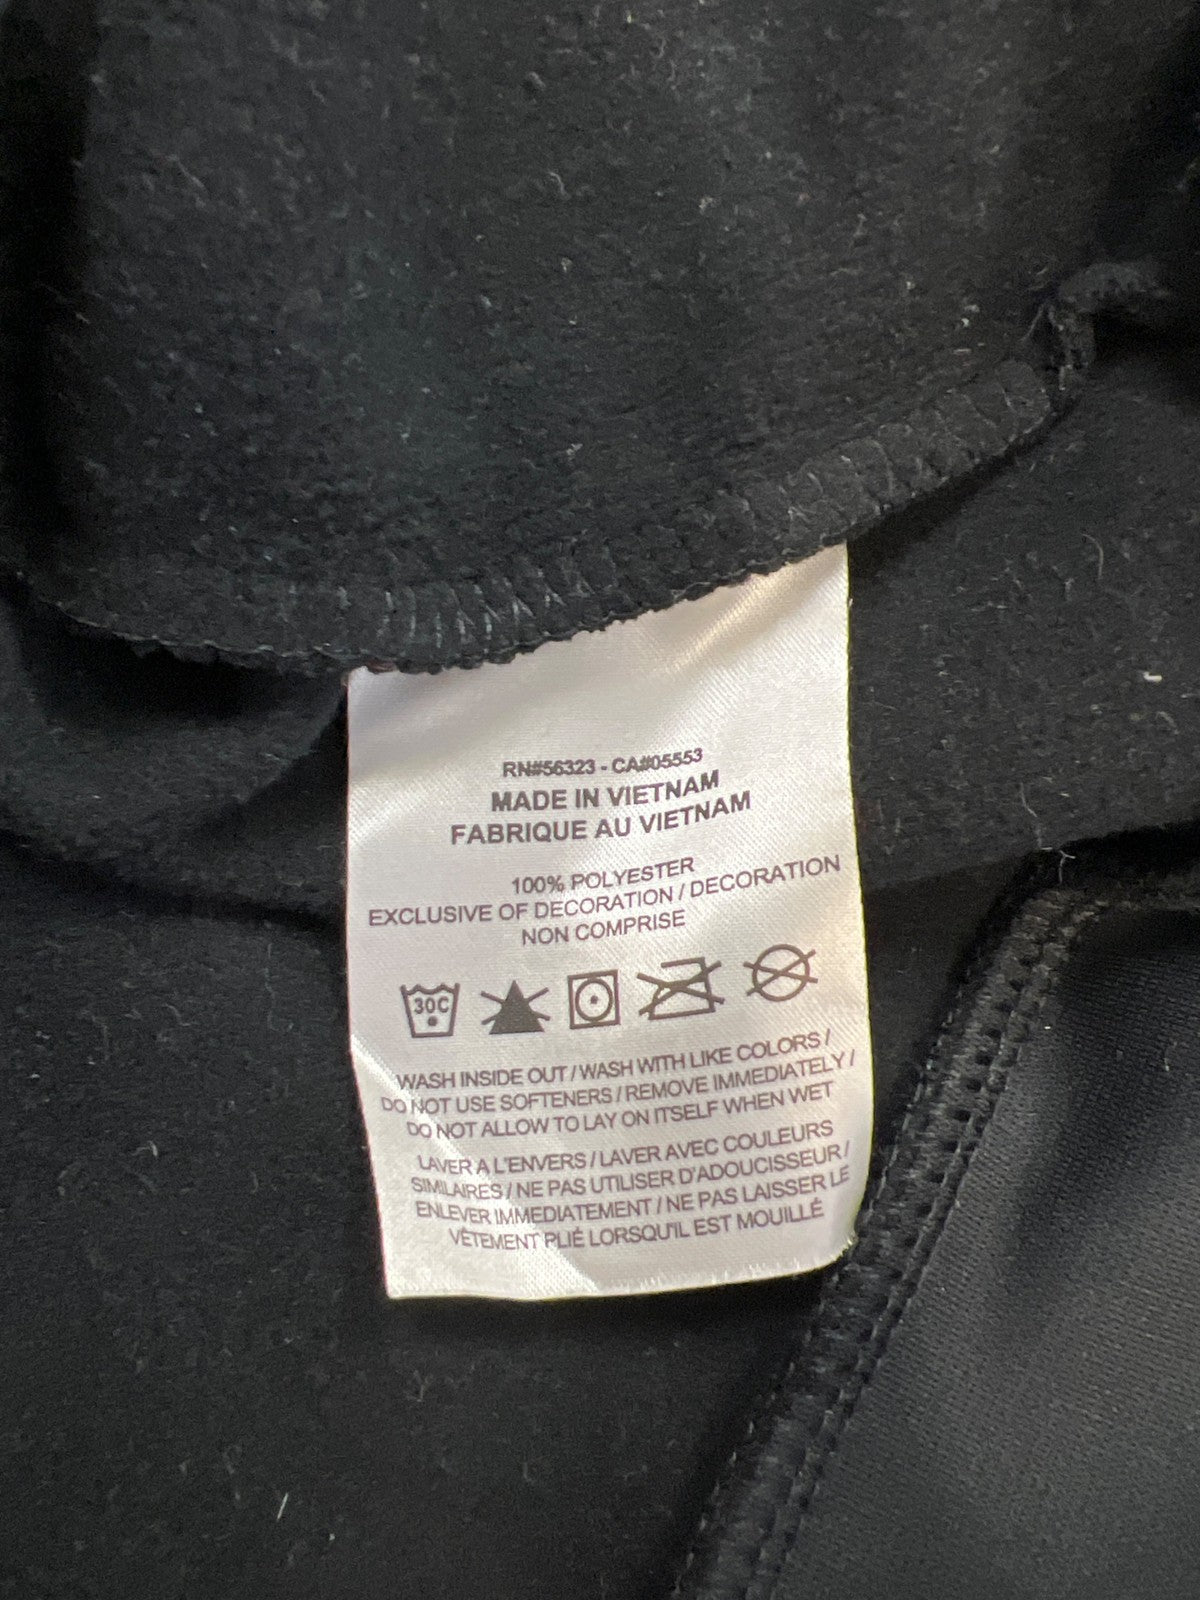 RN#56323 - CA#05553
MADE IN VIETNAM
FABRIQUE AU VIETNAM
100% POLYESTER
EXCLUSIVE OF DECORATION / DECORATION
NON COMPRISE
30C
WASH INSIDE OUT / WASH WITH LIKE COLORS /
DO NOT USE SOFTENERS / REMOVE IMMEDIATELY /
DO NOT ALLOW TO LAY ON ITSELF WHEN WET
LAVER A L'ENVERS / LAVER AVEC COULEURS
SIMILAIRES / NE PAS UTILISER D'ADOUCISSEUR /
ENLEVER IMMEDIATEMENT / NE PAS LAISSER LE
VÊTEMENT PLIÉ LORSQU'IL EST MOUILLÉ